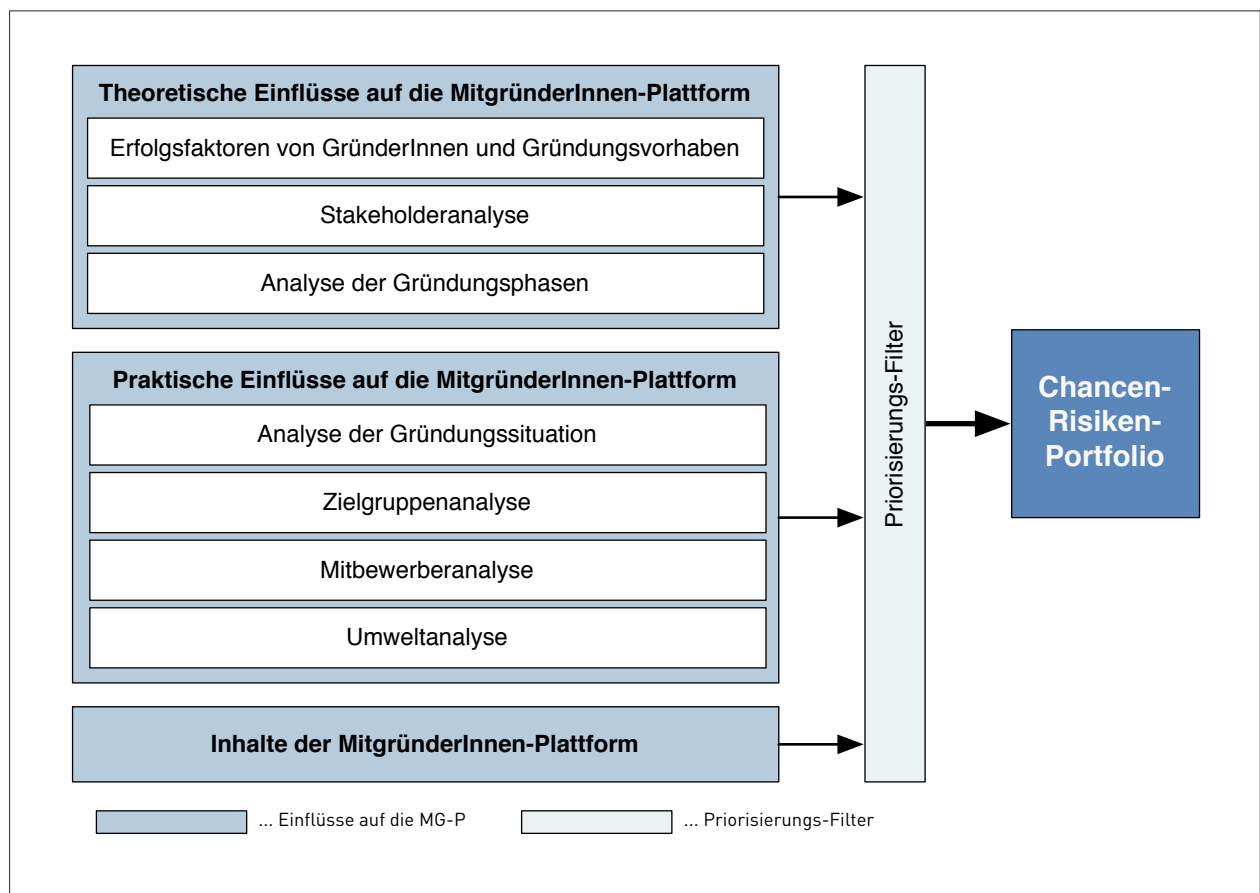 Theoretische Einflüsse auf die MitgründerInnen-Plattform
Erfolgsfaktoren von GründerInnen und Gründungsvorhaben
Stakeholderanalyse
Analyse der Gründungsphasen
Praktische Einflüsse auf die MitgründerInnen-Plattform
Analyse der Gründungssituation
Zielgruppenanalyse
Mitbewerberanalyse
Umweltanalyse
Inhalte der MitgründerInnen-Plattform
Priorisierungs-Filter
Chancen-
Risiken-
Portfolio
... Einflüsse auf die MG-P
... Priorisierungs-Filter